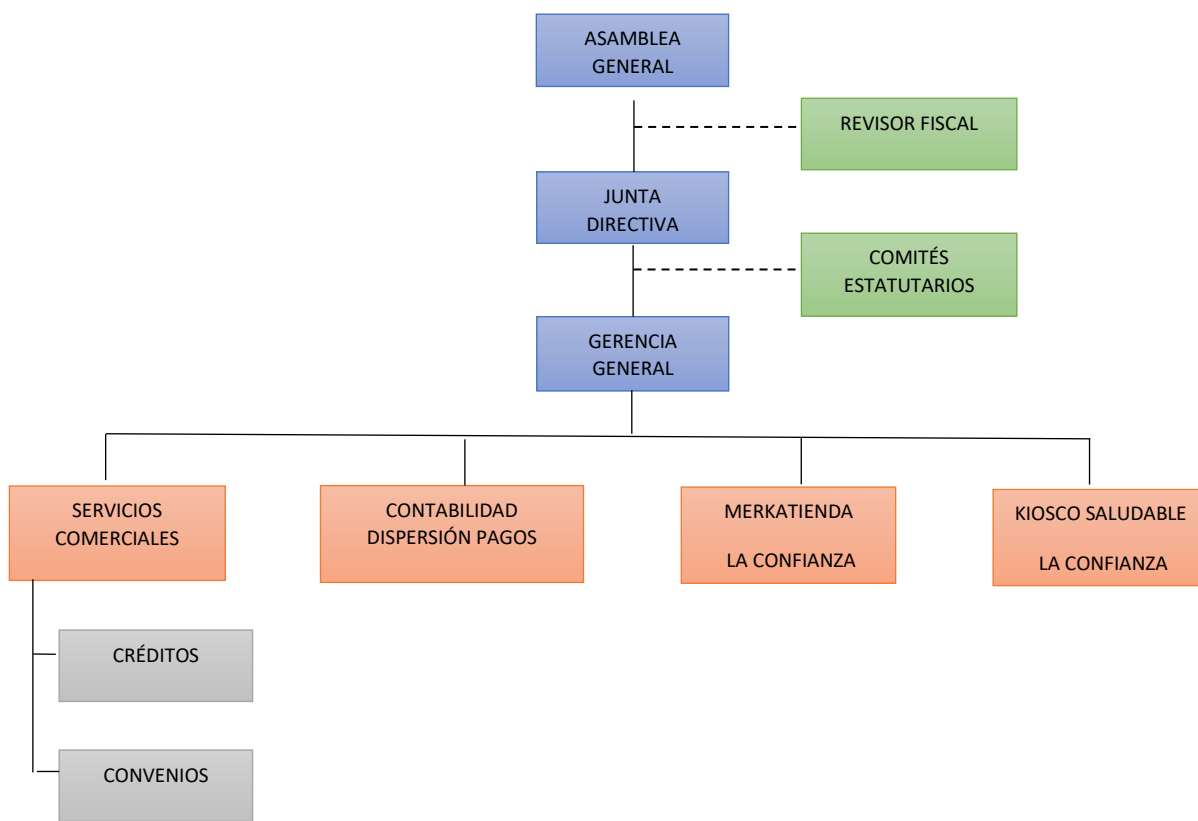 ASAMBLEA
GENERAL
REVISOR FISCAL
JUNTA
DIRECTIVA
COMITÉS
ESTATUTARIOS
GERENCIA
GENERAL
SERVICIOS
COMERCIALES
CONTABILIDAD
DISPERSIÓN PAGOS
MERKATIENDA
LA CONFIANZA
KIOSCO SALUDABLE
LA CONFIANZA
CRÉDITOS
CONVENIOS